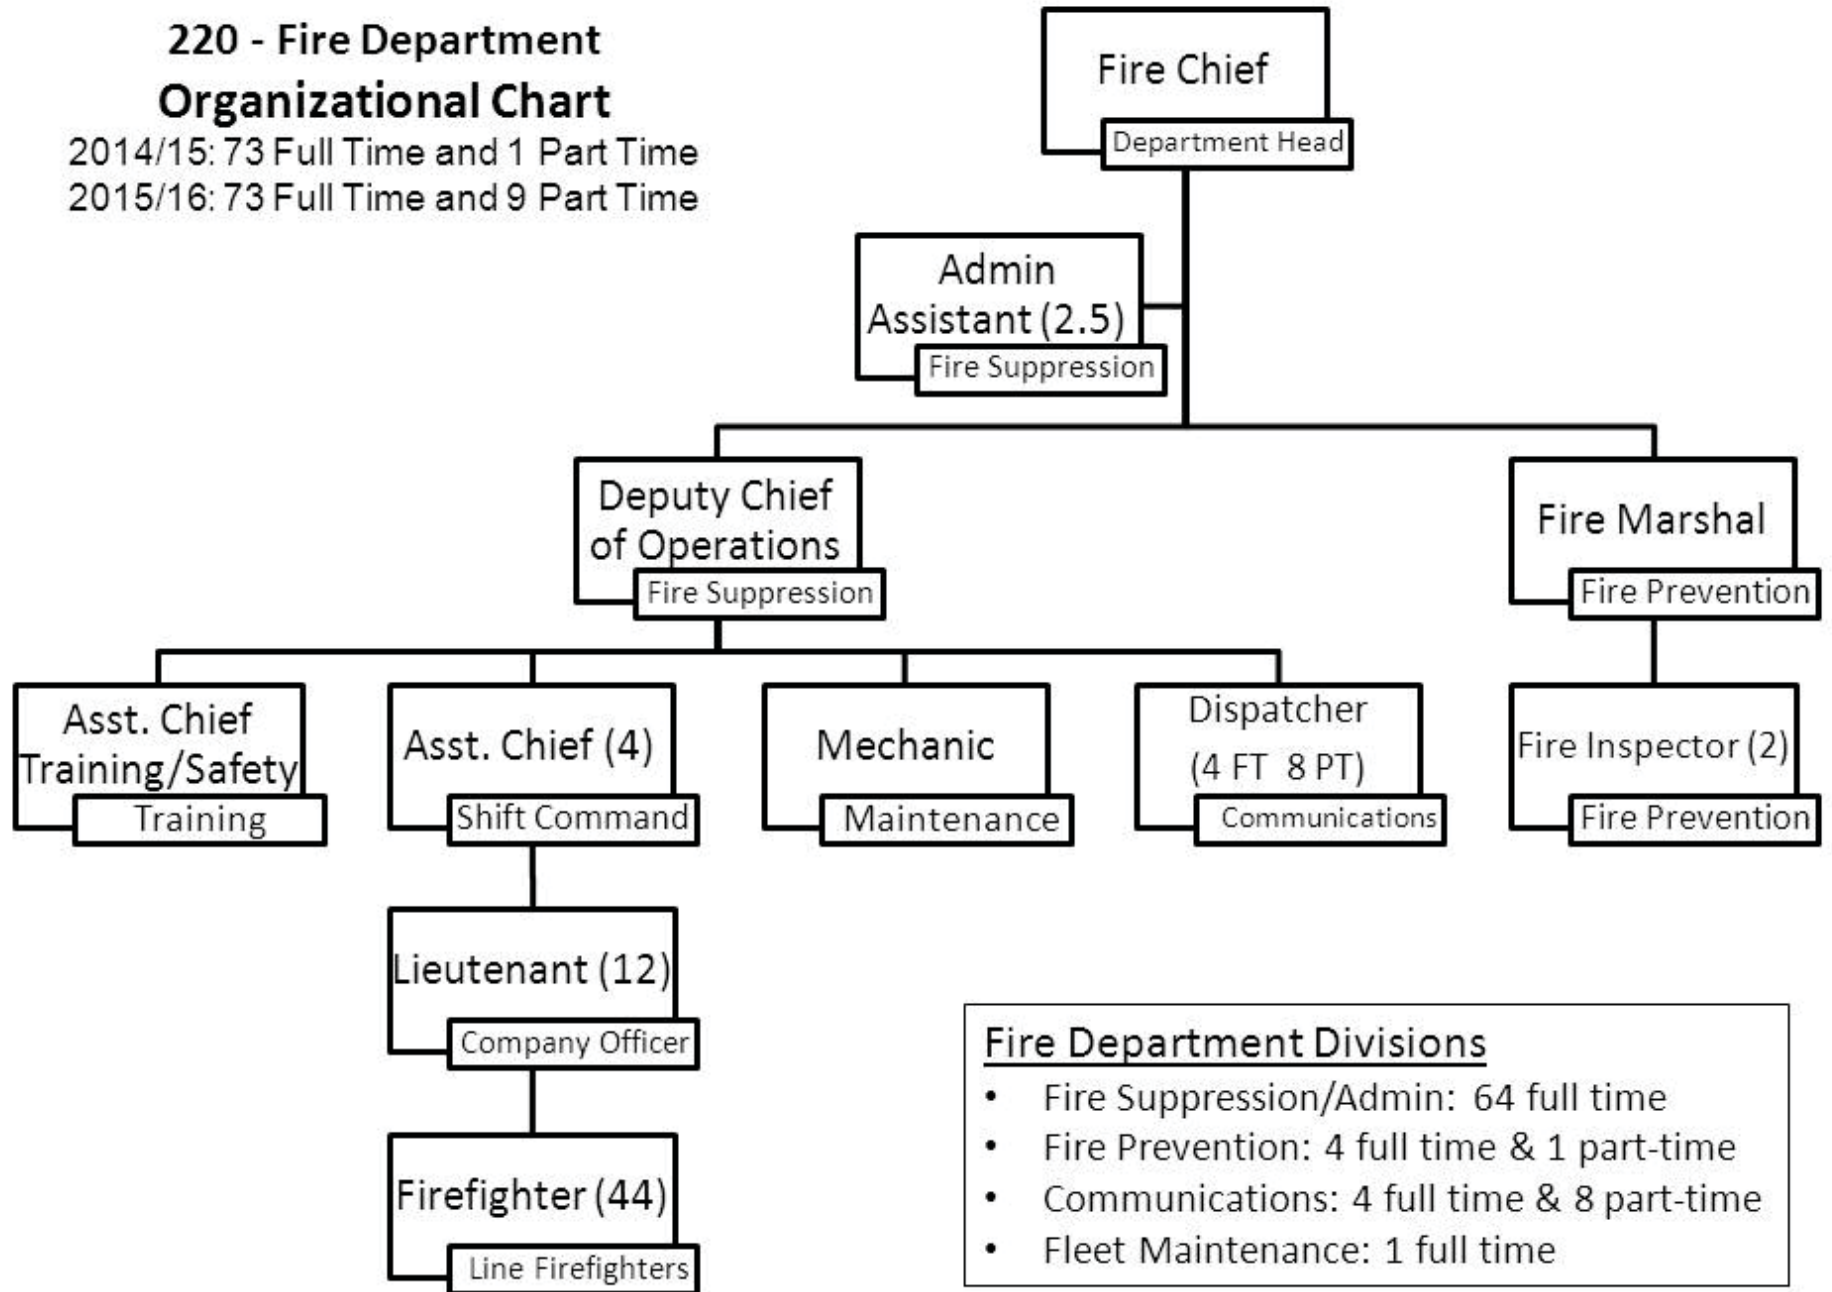 220 - Fire Department
Organizational Chart
2014/15: 73 Full Time and 1 Part Time
2015/16: 73 Full Time and 9 Part Time
Fire Chief
Department Head
Admin
Assistant (2.5)
Fire Suppression
Deputy Chief
of Operations
Fire Suppression
Fire Marshal
Fire Prevention
Asst. Chief
Training/Safety
Training
Asst. Chief (4)
Shift Command
Mechanic
Maintenance
Dispatcher
(4 FT  8 PT)
Communications
Fire Inspector (2)
Fire Prevention
Lieutenant (12)
Company Officer
Firefighter (44)
Line Firefighters
Fire Department Divisions
• Fire Suppression/Admin: 64 full time
• Fire Prevention: 4 full time & 1 part-time
• Communications: 4 full time & 8 part-time
• Fleet Maintenance: 1 full time